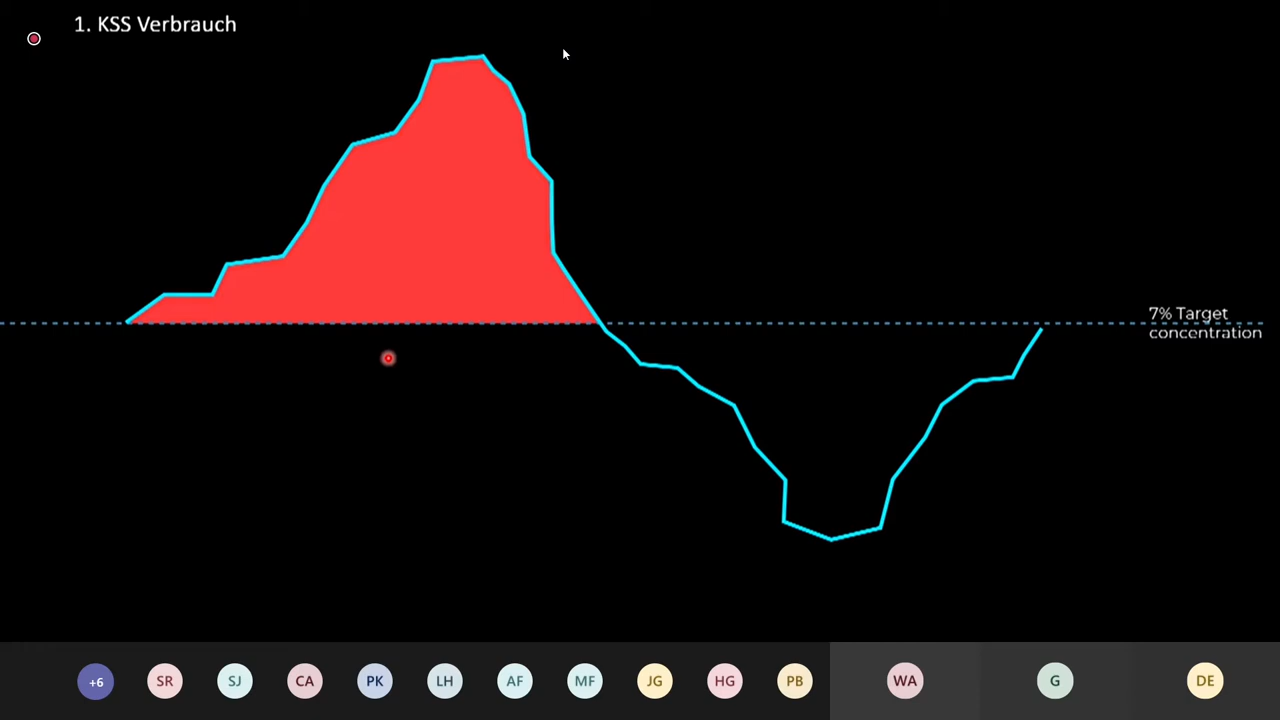 1. KSS Verbrauch
7% Target
concentration
+6
SR
SJ
CA
PK
LH
AF
MF
JG
HG
PB
WA
G
DE